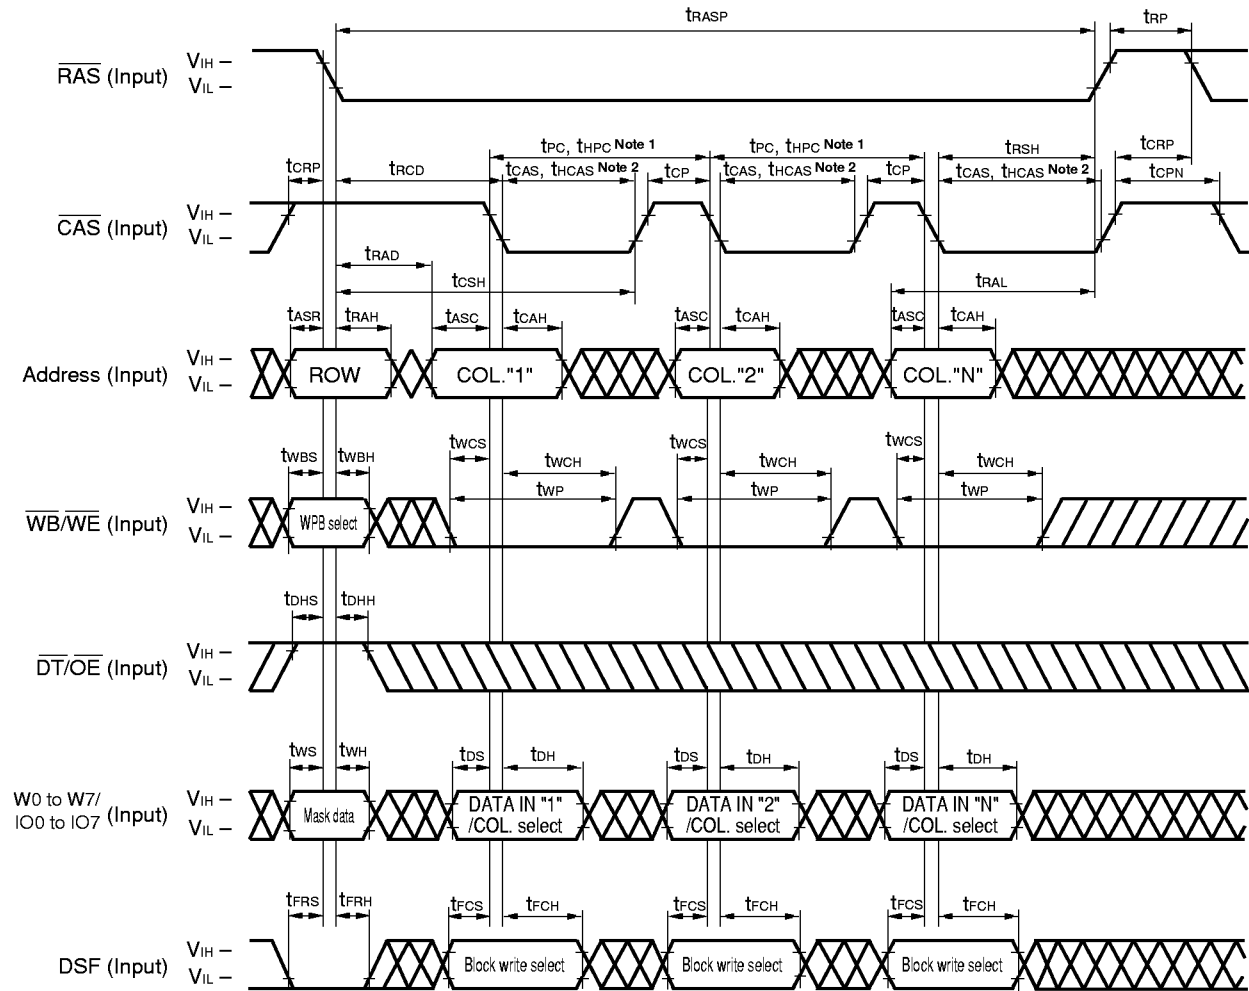 tRASP tRP
RAS (Input) VIH
VIL
tPC, tHPC Note 1 tPC, tHPC Note 1 tRSH tCRP
tCRP tRCD tCAS, tHCAS Note 2 tCP tCAS, tHCAS Note 2 tCP tCAS, tHCAS Note 2 tCPN
CAS (Input) VIH
VIL
tRAD
tCSH tRAL
tASR tRAH tASC tCAH tASC tCAH tASC tCAH
Address (Input) VIH
VIL
ROW COL."1" COL."2" COL."N"
tWBS tWBH tWCS tWCH tWCS tWCH tWCS tWCH
tWP tWP tWP
WB/WE (Input) VIH
VIL
WPB select
tDHS tDHH
DT/OE (Input) VIH
VIL
tWS tWH tDS tDH tDS tDH tDS tDH
W0 to W7/
IO0 to IO7 (Input) VIH
VIL
Mask data
DATA IN "1"
/COL. select
DATA IN "2"
/COL. select
DATA IN "N"
/COL. select
tFRS tFRH tFCS tFCH tFCS tFCH tFCS tFCH
DSF (Input) VIH
VIL
Block write select Block write select Block write select